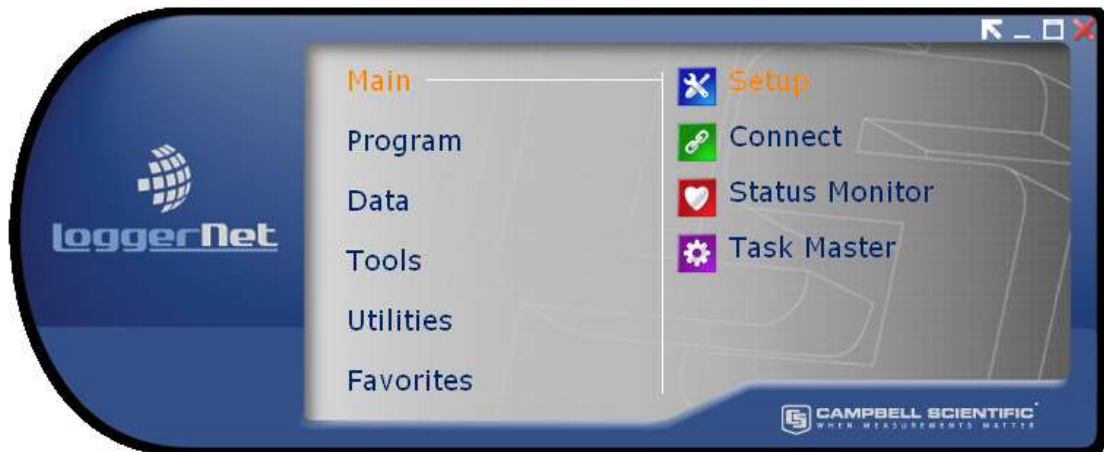 LoggerNet
Main
Program
Data
Tools
Utilities
Favorites
Setup
Connect
Status Monitor
Task Master
CAMPBELL SCIENTIFIC
WHEN MEASUREMENTS MATTER